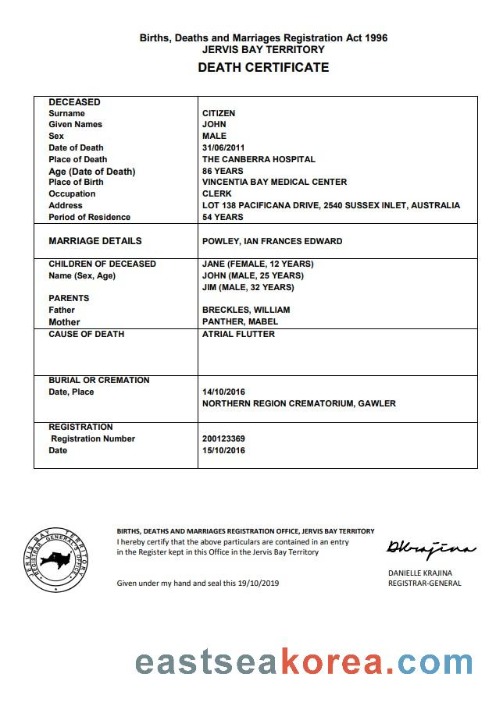 Births, Deaths and Marriages Registration Act 1996
JERVIS BAY TERRITORY
DEATH CERTIFICATE
DECEASED
Surname CITIZEN
Given Names JOHN
Sex MALE
Date of Death 31/06/2011
Place of Death THE CANBERRA HOSPITAL
Age (Date of Death) 86 YEARS
Place of Birth VINCENTIA BAY MEDICAL CENTER
Occupation CLERK
Address LOT 138 PACIFICANA DRIVE, 2540 SUSSEX INLET, AUSTRALIA
Period of Residence 54 YEARS
MARRIAGE DETAILS POWLEY, IAN FRANCES EDWARD
CHILDREN OF DECEASED JANE (FEMALE, 12 YEARS)
Name (Sex, Age) JOHN (MALE, 25 YEARS)
JIM (MALE, 32 YEARS)
PARENTS
Father BRECKLES, WILLIAM
Mother PANTHER, MABEL
CAUSE OF DEATH ATRIAL FLUTTER
BURIAL OR CREMATION
Date, Place 14/10/2016
NORTHERN REGION CREMATORIUM, GAWLER
REGISTRATION
Registration Number 200123369
Date 15/10/2016
JERVIS BAY TERRITORY
REGISTRAR GENERAL'S OFFICE
BIRTHS, DEATHS AND MARRIAGES REGISTRATION OFFICE, JERVIS BAY TERRITORY
I hereby certify that the above particulars are contained in an entry
in the Register kept in this Office in the Jervis Bay Territory
Given under my hand and seal this 19/10/2019
DKrajina
DANIELLE KRAJINA
REGISTRAR-GENERAL
eastseakorea.com